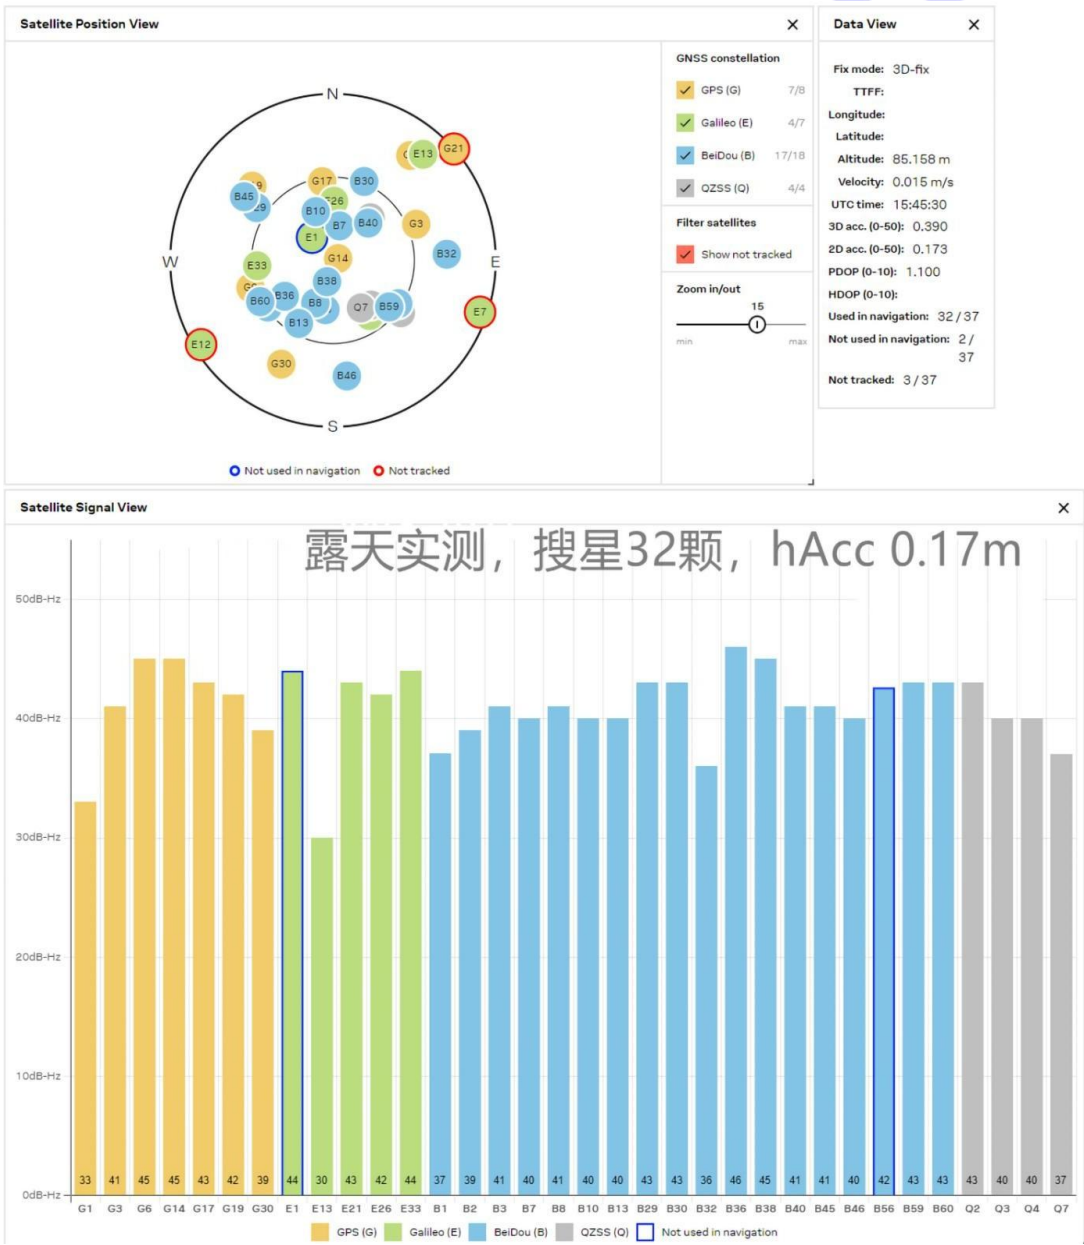 Satellite Position View
GNSS constellation
GPS (G) 7/8
Galileo (E) 4/7
BeiDou (B) 17/18
QZSS (Q) 4/4
Filter satellites
Show not tracked
Zoom in/out
15
min max
N
E13
G21
G17
B30
B45
E26
B10
B7
B40
G3
E1
W
G14
B32
E
E33
B38
B36
B60
B8
Q7
B59
E7
B13
E12
G30
B46
S
Not used in navigation Not tracked
Data View
Fix mode: 3D-fix
TTFF:
Longitude:
Latitude:
Altitude: 85.158 m
Velocity: 0.015 m/s
UTC time: 15:45:30
3D acc. (0-50): 0.390
2D acc. (0-50): 0.173
PDOP (0-10): 1.100
HDOP (0-10):
Used in navigation: 32 / 37
Not used in navigation: 2 /
37
Not tracked: 3 / 37
Satellite Signal View
露天实测，搜星32颗，hAcc 0.17m
50dB-Hz
40dB-Hz
30dB-Hz
20dB-Hz
10dB-Hz
0dB-Hz
33 41 45 45 43 42 39 44 30 43 42 44 37 39 41 40 41 40 40 43 43 36 46 45 41 41 40 42 43 43 43 40 40 37
G1 G3 G6 G14 G17 G19 G30 E1 E13 E21 E26 E33 B1 B2 B3 B7 B8 B10 B13 B29 B30 B32 B36 B38 B40 B45 B46 B56 B59 B60 Q2 Q3 Q4 Q7
GPS (G) Galileo (E) BeiDou (B) QZSS (Q) Not used in navigation